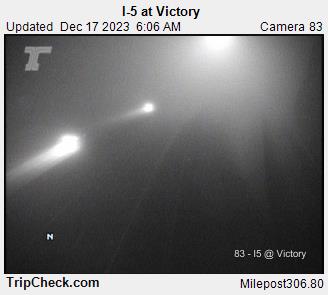 I-5 at Victory
Updated Dec 17 2023 6:06 AM Camera 83
T
N
83 - I5 @ Victory
TripCheck.com Milepost306.80